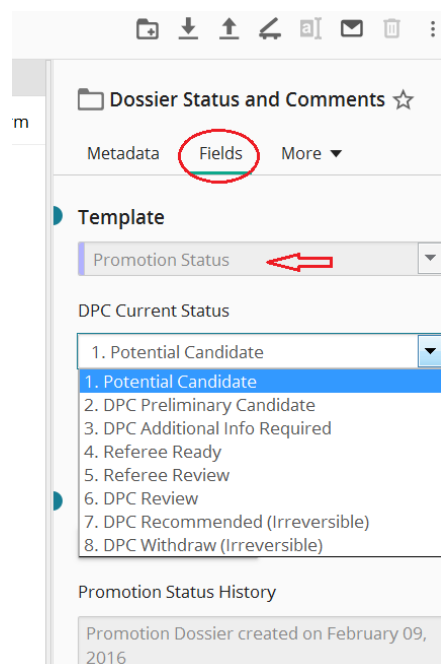 Dossier Status and Comments
rm
Metadata Fields More
Template
Promotion Status
DPC Current Status
1. Potential Candidate
1. Potential Candidate
2. DPC Preliminary Candidate
3. DPC Additional Info Required
4. Referee Ready
5. Referee Review
6. DPC Review
7. DPC Recommended (Irreversible)
8. DPC Withdraw (Irreversible)
Promotion Status History
Promotion Dossier created on February 09,
2016